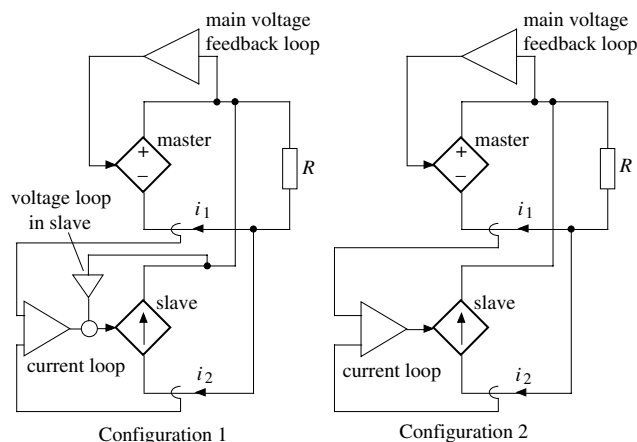 main voltage
feedback loop
+
−
master
R
voltage loop
in slave
i1
slave
current loop
i2
Configuration 1
main voltage
feedback loop
+
−
master
R
i1
slave
current loop
i2
Configuration 2